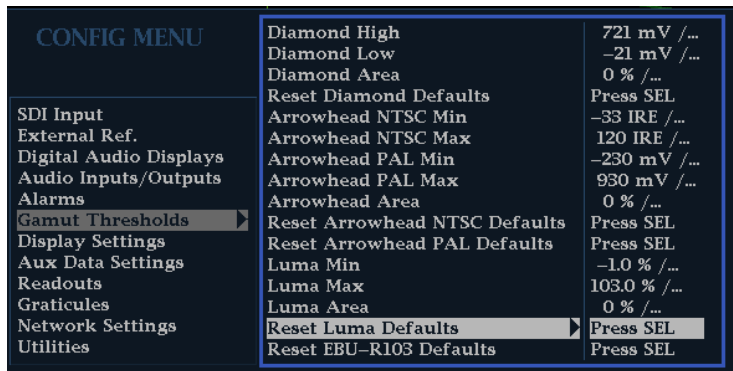 CONFIG MENU
SDI Input
External Ref.
Digital Audio Displays
Audio Inputs/Outputs
Alarms
Gamut Thresholds
Display Settings
Aux Data Settings
Readouts
Graticules
Network Settings
Utilities
Diamond High 721 mV /...
Diamond Low –21 mV /...
Diamond Area 0 % /...
Reset Diamond Defaults Press SEL
Arrowhead NTSC Min –33 IRE /...
Arrowhead NTSC Max 120 IRE /...
Arrowhead PAL Min –230 mV /...
Arrowhead PAL Max 930 mV /...
Arrowhead Area 0 % /...
Reset Arrowhead NTSC Defaults Press SEL
Reset Arrowhead PAL Defaults Press SEL
Luma Min –1.0 % /...
Luma Max 103.0 % /...
Luma Area 0 % /...
Reset Luma Defaults Press SEL
Reset EBU–R103 Defaults Press SEL